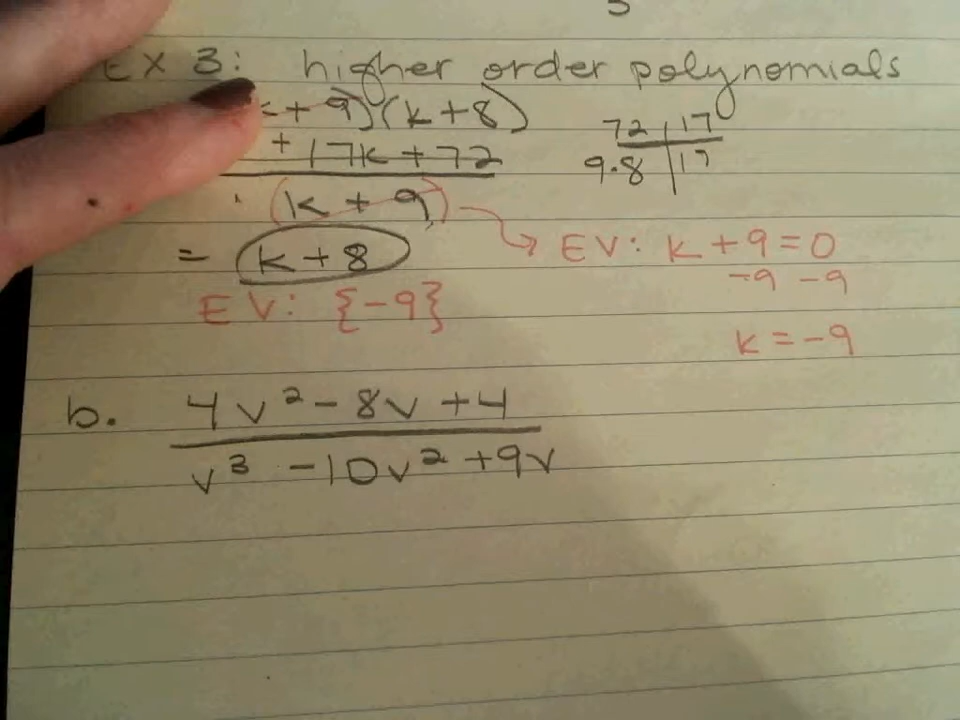 EX 3: higher order polynomials
k + 9) (k + 8)
72 | 17
+ 17k + 72
9·8 | 17
(k + 9)
EV: k + 9 = 0
-9 -9
= k + 8
EV: {-9}
k = -9
b. 4v² - 8v + 4
v³ - 10v² + 9v